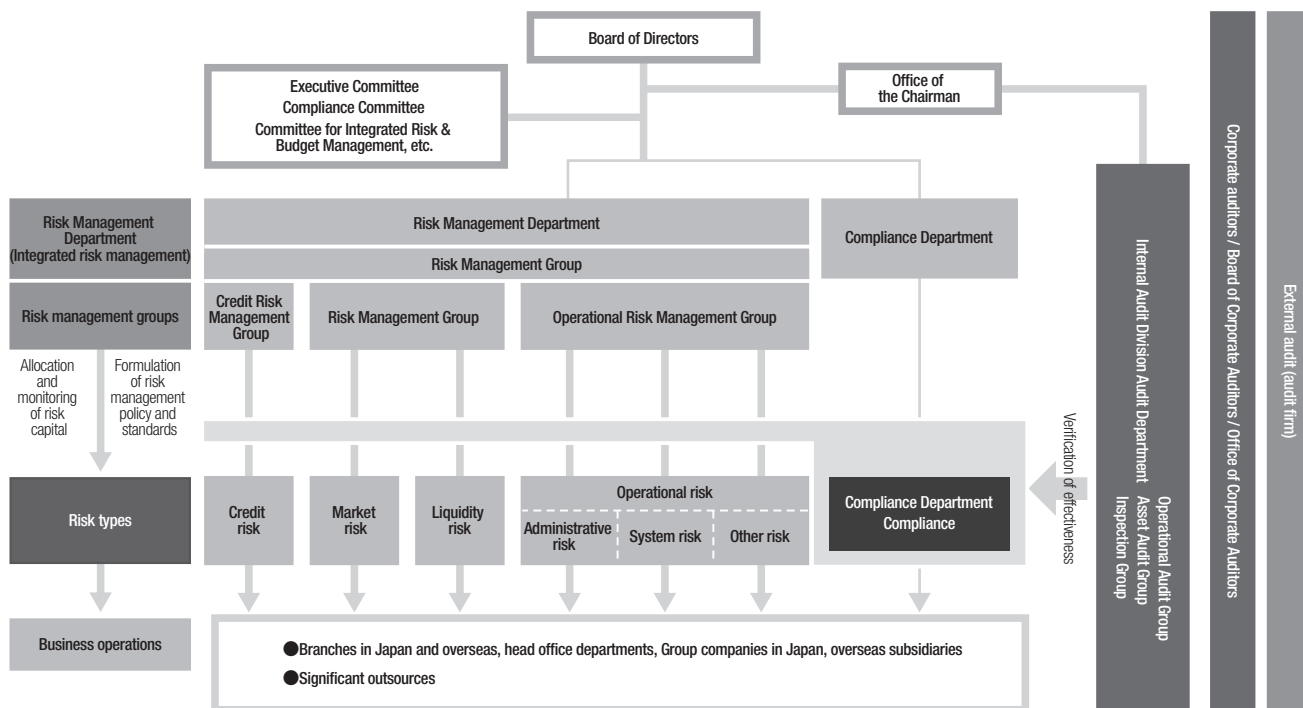 Board of Directors
Executive Committee
Compliance Committee
Committee for Integrated Risk &
Budget Management, etc.
Office of
the Chairman
Risk Management
Department
(Integrated risk management)
Risk Management Department
Compliance Department
Risk Management Group
Risk management groups
Credit Risk
Management
Group
Risk Management Group
Operational Risk Management Group
Allocation
and
monitoring
of risk
capital
Formulation
of risk
management
policy and
standards
Risk types
Credit
risk
Market
risk
Liquidity
risk
Operational risk
Administrative
risk
System risk
Other risk
Compliance Department
Compliance
Verification of effectiveness
Internal Audit Division Audit Department
Operational Audit Group
Asset Audit Group
Inspection Group
Corporate auditors / Board of Corporate Auditors / Office of Corporate Auditors
External audit (audit firm)
Business operations
●Branches in Japan and overseas, head office departments, Group companies in Japan, overseas subsidiaries
●Significant outsources